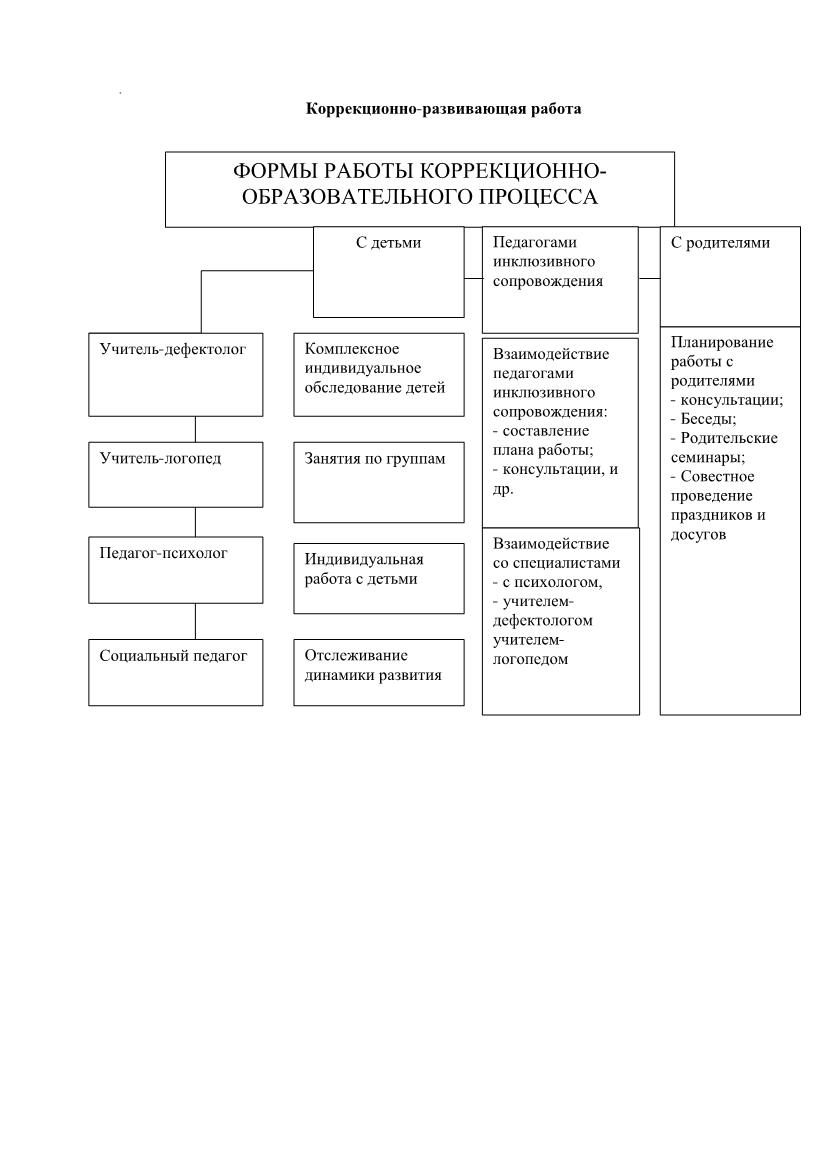 Коррекционно-развивающая работа
ФОРМЫ РАБОТЫ КОРРЕКЦИОННО-
ОБРАЗОВАТЕЛЬНОГО ПРОЦЕССА
С детьми
Педагогами
инклюзивного
сопровождения
С родителями
Учитель-дефектолог
Учитель-логопед
Педагог-психолог
Социальный педагог
Комплексное
индивидуальное
обследование детей
Занятия по группам
Индивидуальная
работа с детьми
Отслеживание
динамики развития
Взаимодействие
педагогами
инклюзивного
сопровождения:
- составление
плана работы;
- консультации, и
др.
Взаимодействие
со специалистами
- с психологом,
- учителем-
дефектологом
учителем-
логопедом
Планирование
работы с
родителями
- консультации;
- Беседы;
- Родительские
семинары;
- Совестное
проведение
праздников и
досугов